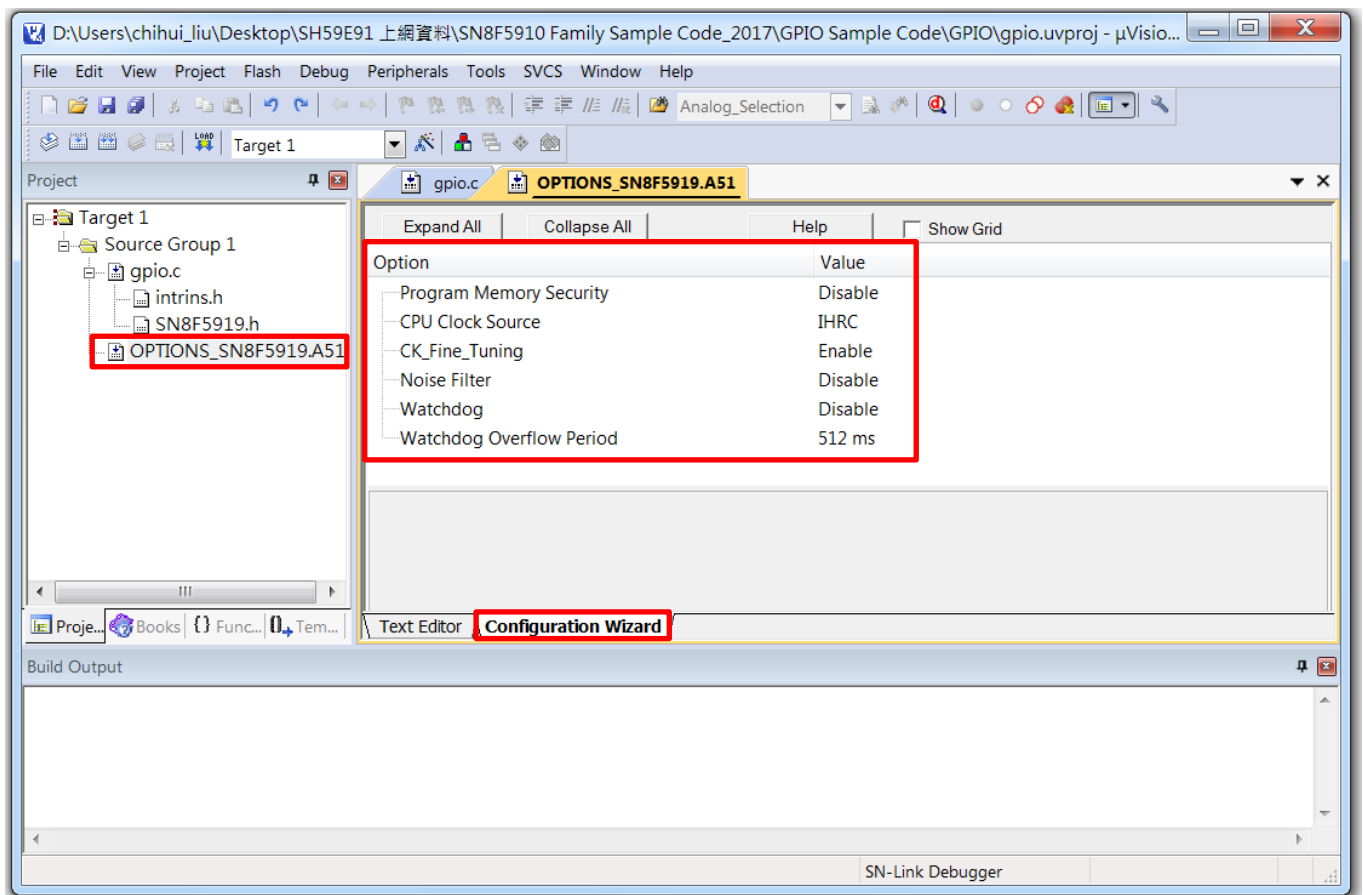 D:\Users\chihui_liu\Desktop\SH59E91 上網資料\SN8F5910 Family Sample Code_2017\GPIO Sample Code\GPIO\gpio.uvproj - µVisio...
File Edit View Project Flash Debug Peripherals Tools SVCS Window Help
Analog_Selection
LOAD Target 1
Project
gpio.c OPTIONS_SN8F5919.A51
Target 1
Source Group 1
gpio.c
intrins.h
SN8F5919.h
OPTIONS_SN8F5919.A51
Expand All Collapse All Help Show Grid
Option Value
Program Memory Security Disable
CPU Clock Source IHRC
CK_Fine_Tuning Enable
Noise Filter Disable
Watchdog Disable
Watchdog Overflow Period 512 ms
Proje... Books {} Func... 0 Tem...
Text Editor Configuration Wizard
Build Output
SN-Link Debugger